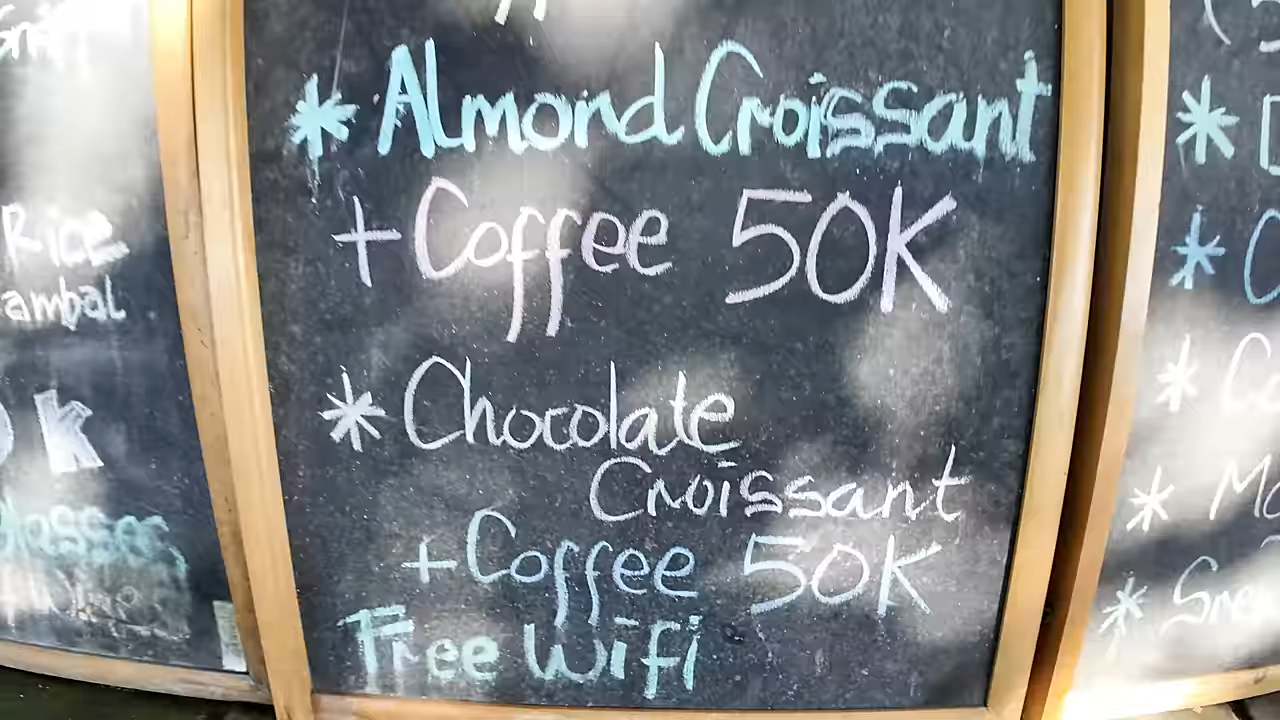 * Almond Croissant
+ Coffee 50K
* Chocolate
Croissant
+ Coffee 50K
Free Wifi
Rice
ambal
K